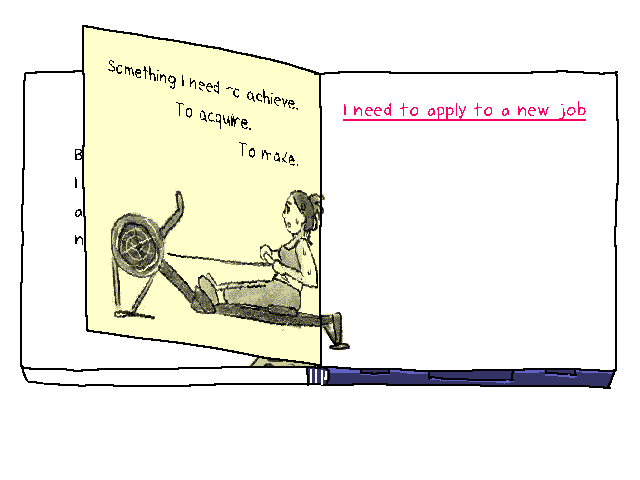 Something I need to achieve.
To acquire.
To make.
B
I
a
n
I need to apply to a new job